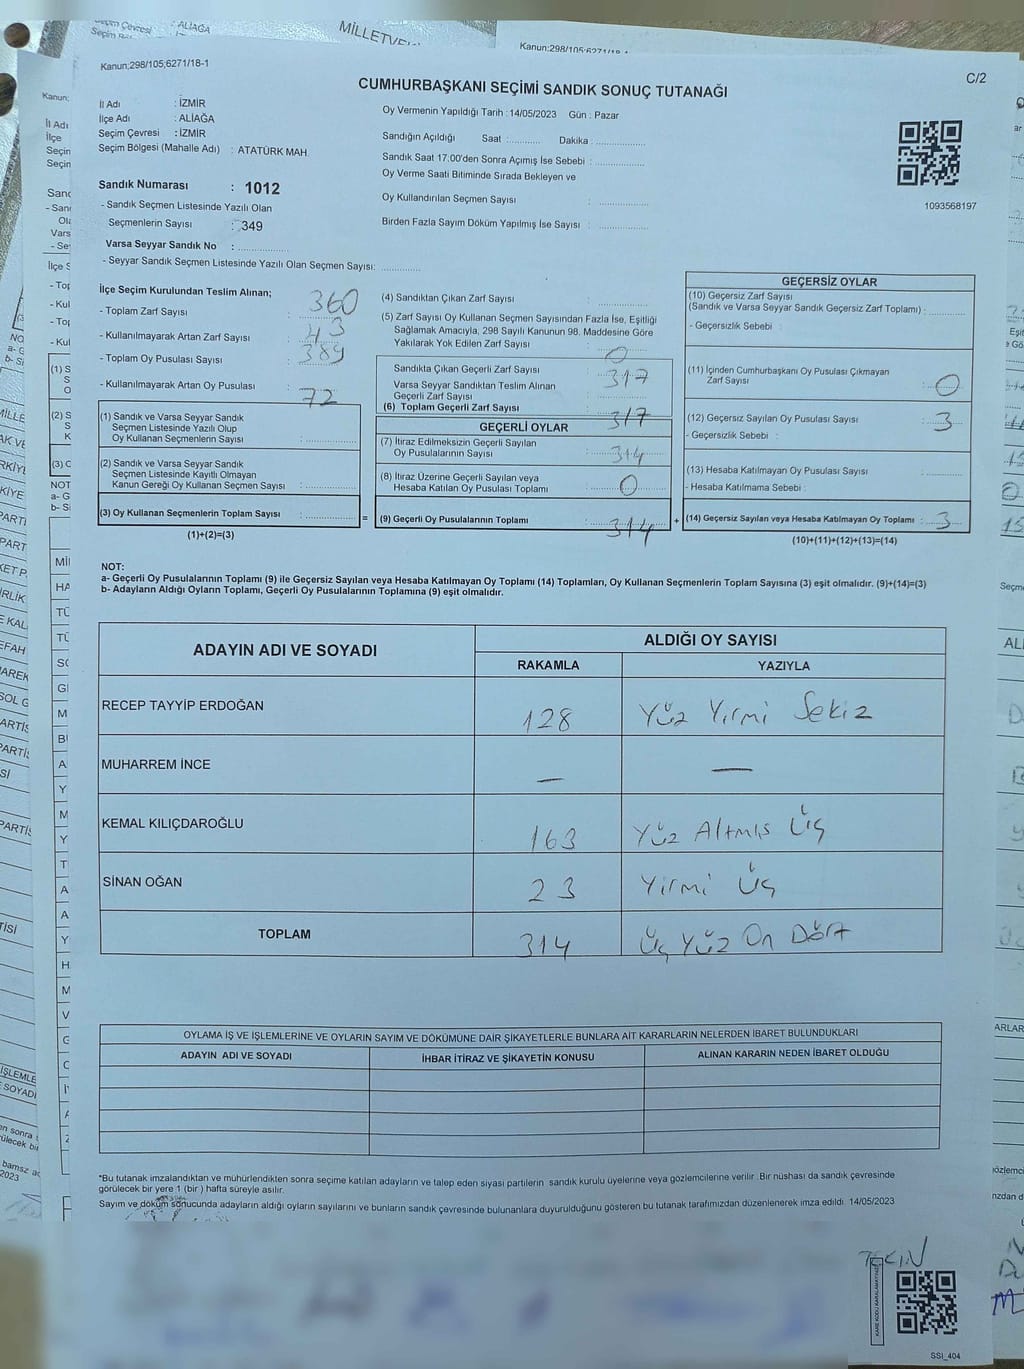 Kanun;298/105;6271/18-1
C/2
CUMHURBAŞKANI SEÇİMİ SANDIK SONUÇ TUTANAĞI
İl Adı : İZMİR
İlçe Adı : ALİAĞA
Seçim Çevresi : İZMİR
Seçim Bölgesi (Mahalle Adı) : ATATÜRK MAH.
Oy Vermenin Yapıldığı Tarih : 14/05/2023 Gün : Pazar
Sandığın Açıldığı Saat : Dakika :
Sandık Saat 17:00'den Sonra Açımış İse Sebebi :
Oy Verme Saati Bitiminde Sırada Bekleyen ve
Oy Kullandırılan Seçmen Sayısı :
Birden Fazla Sayım Döküm Yapılmış İse Sayısı :
1093568197
Sandık Numarası : 1012
- Sandık Seçmen Listesinde Yazılı Olan
Seçmenlerin Sayısı : 349
Varsa Seyyar Sandık No :
- Seyyar Sandık Seçmen Listesinde Yazılı Olan Seçmen Sayısı:
İlçe Seçim Kurulundan Teslim Alınan;
- Toplam Zarf Sayısı : 360
- Kullanılmayarak Artan Zarf Sayısı : 43
- Toplam Oy Pusulası Sayısı : 389
- Kullanılmayarak Artan Oy Pusulası : 72
(1) Sandık ve Varsa Seyyar Sandık
Seçmen Listesinde Yazılı Olup
Oy Kullanan Seçmenlerin Sayısı :
(2) Sandık ve Varsa Seyyar Sandık
Seçmen Listesinde Kayıtlı Olmayan
Kanun Gereği Oy Kullanan Seçmen Sayısı :
(3) Oy Kullanan Seçmenlerin Toplam Sayısı :
(1)+(2)=(3)
(4) Sandıktan Çıkan Zarf Sayısı :
(5) Zarf Sayısı Oy Kullanan Seçmen Sayısından Fazla İse, Eşitliği
Sağlamak Amacıyla, 298 Sayılı Kanunun 98. Maddesine Göre
Yakılarak Yok Edilen Zarf Sayısı : 0
Sandıkta Çıkan Geçerli Zarf Sayısı : 317
Varsa Seyyar Sandıktan Teslim Alınan
Geçerli Zarf Sayısı :
(6) Toplam Geçerli Zarf Sayısı : 317
GEÇERLİ OYLAR
(7) İtiraz Edilmeksizin Geçerli Sayılan
Oy Pusulalarının Sayısı : 314
(8) İtiraz Üzerine Geçerli Sayılan veya
Hesaba Katılan Oy Pusulası Toplamı : 0
= (9) Geçerli Oy Pusulalarının Toplamı : 314
GEÇERSİZ OYLAR
(10) Geçersiz Zarf Sayısı
(Sandık ve Varsa Seyyar Sandık Geçersiz Zarf Toplamı) :
- Geçersizlik Sebebi :
(11) İçinden Cumhurbaşkanı Oy Pusulası Çıkmayan
Zarf Sayısı : 0
(12) Geçersiz Sayılan Oy Pusulası Sayısı : 3
- Geçersizlik Sebebi :
(13) Hesaba Katılmayan Oy Pusulası Sayısı :
- Hesaba Katılmama Sebebi :
+ (14) Geçersiz Sayılan veya Hesaba Katılmayan Oy Toplamı : 3
(10)+(11)+(12)+(13)=(14)
NOT:
a- Geçerli Oy Pusulalarının Toplamı (9) ile Geçersiz Sayılan veya Hesaba Katılmayan Oy Toplamı (14) Toplamları, Oy Kullanan Seçmenlerin Toplam Sayısına (3) eşit olmalıdır. (9)+(14)=(3)
b- Adayların Aldığı Oyların Toplamı, Geçerli Oy Pusulalarının Toplamına (9) eşit olmalıdır.
ADAYIN ADI VE SOYADI ALDIĞI OY SAYISI
RAKAMLA YAZIYLA
RECEP TAYYİP ERDOĞAN 128 Yüz Yirmi Sekiz
MUHARREM İNCE — —
KEMAL KILIÇDAROĞLU 163 Yüz Altmış Üç
SİNAN OĞAN 23 Yirmi Üç
TOPLAM 314 Üç Yüz On Dört
OYLAMA İŞ VE İŞLEMLERİNE VE OYLARIN SAYIM VE DÖKÜMÜNE DAİR ŞİKAYETLERLE BUNLARA AİT KARARLARIN NELERDEN İBARET BULUNDUKLARI
ADAYIN ADI VE SOYADI İHBAR İTİRAZ VE ŞİKAYETİN KONUSU ALINAN KARARIN NEDEN İBARET OLDUĞU
*Bu tutanak imzalandıktan ve mühürlendikten sonra seçime katılan adayların ve talep eden siyasi partilerin sandık kurulu üyelerine veya gözlemcilerine verilir. Bir nüshası da sandık çevresinde
görülecek bir yere 1 (bir) hafta süreyle asılır.
Sayım ve döküm sonucunda adayların aldığı oyların sayılarını ve bunların sandık çevresinde bulunanlara duyurulduğunu gösteren bu tutanak tarafımızdan düzenlenerek imza edildi. 14/05/2023
TEKİN
KARE KODU KARALAMAYINIZ
SSI_404